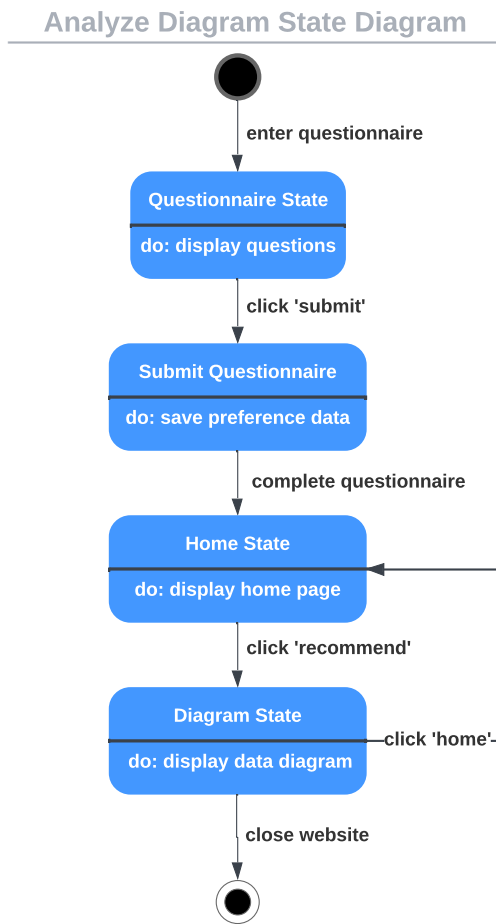 Analyze Diagram State Diagram
enter questionnaire
Questionnaire State
do: display questions
click 'submit'
Submit Questionnaire
do: save preference data
complete questionnaire
Home State
do: display home page
click 'recommend'
Diagram State
click 'home'
do: display data diagram
close website